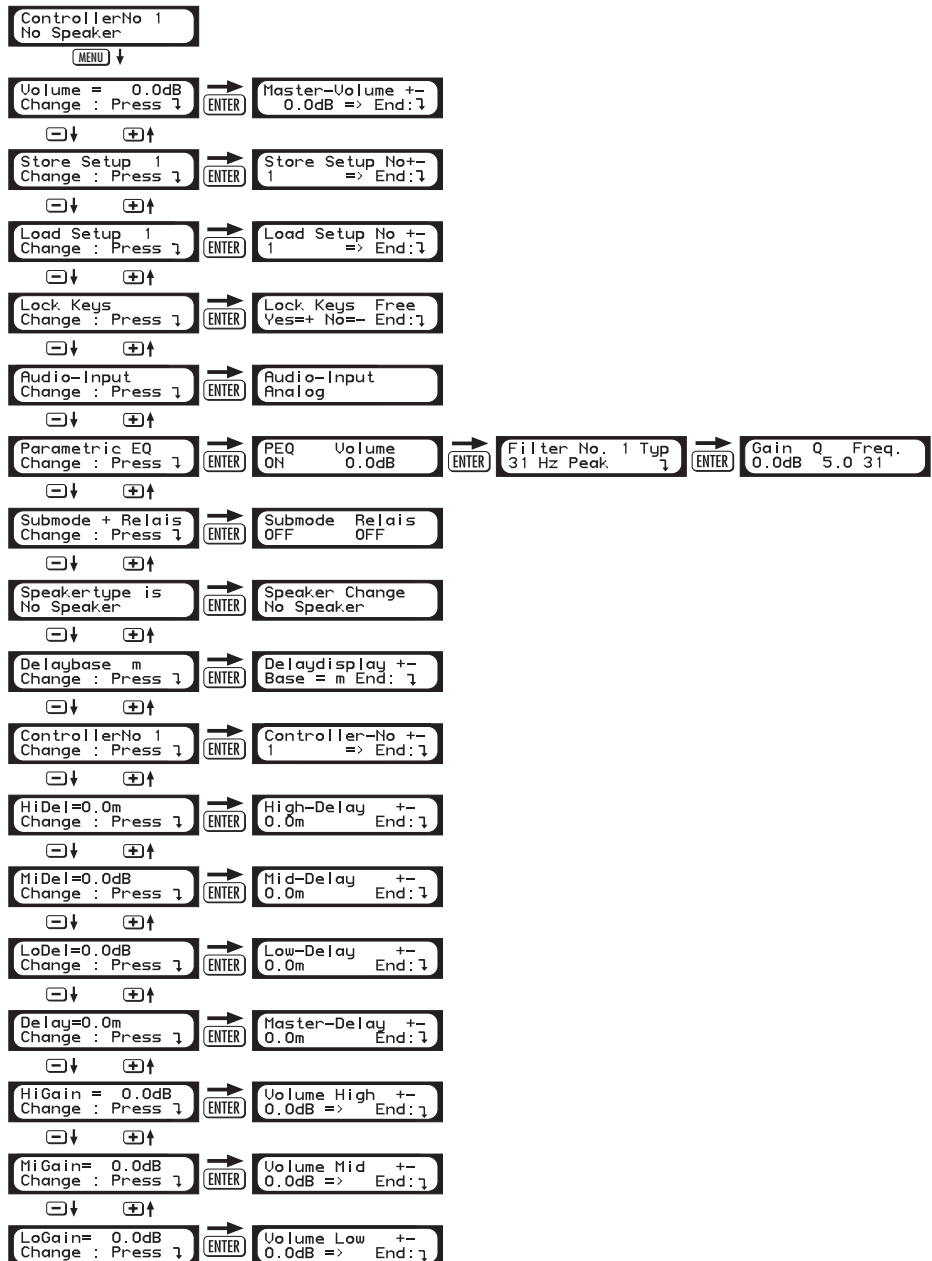 ControllerNo 1
No Speaker
MENU
Volume = 0.0dB
Change : Press ↴
ENTER
Master-Volume +-
0.0dB => End:↴
Store Setup 1
Change : Press ↴
ENTER
Store Setup No+-
1 => End:↴
Load Setup 1
Change : Press ↴
ENTER
Load Setup No +-
1 => End:↴
Lock Keys
Change : Press ↴
ENTER
Lock Keys Free
Yes=+ No=- End:↴
Audio-Input
Change : Press ↴
ENTER
Audio-Input
Analog
Parametric EQ
Change : Press ↴
ENTER
PEQ Volume
ON 0.0dB
ENTER
Filter No. 1 Typ
31 Hz Peak ↴
ENTER
Gain Q Freq.
0.0dB 5.0 31
Submode + Relais
Change : Press ↴
ENTER
Submode Relais
OFF OFF
Speakertype is
No Speaker
ENTER
Speaker Change
No Speaker
Delaybase m
Change : Press ↴
ENTER
Delaydisplay +-
Base = m End: ↴
ControllerNo 1
Change : Press ↴
ENTER
Controller-No +-
1 => End:↴
HiDel=0.0m
Change : Press ↴
ENTER
High-Delay +-
0.0m End:↴
MiDel=0.0dB
Change : Press ↴
ENTER
Mid-Delay +-
0.0m End:↴
LoDel=0.0dB
Change : Press ↴
ENTER
Low-Delay +-
0.0m End:↴
Delay=0.0m
Change : Press ↴
ENTER
Master-Delay +-
0.0m End:↴
HiGain = 0.0dB
Change : Press ↴
ENTER
Volume High +-
0.0dB => End:↴
MiGain= 0.0dB
Change : Press ↴
ENTER
Volume Mid +-
0.0dB => End:↴
LoGain= 0.0dB
Change : Press ↴
ENTER
Volume Low +-
0.0dB => End:↴